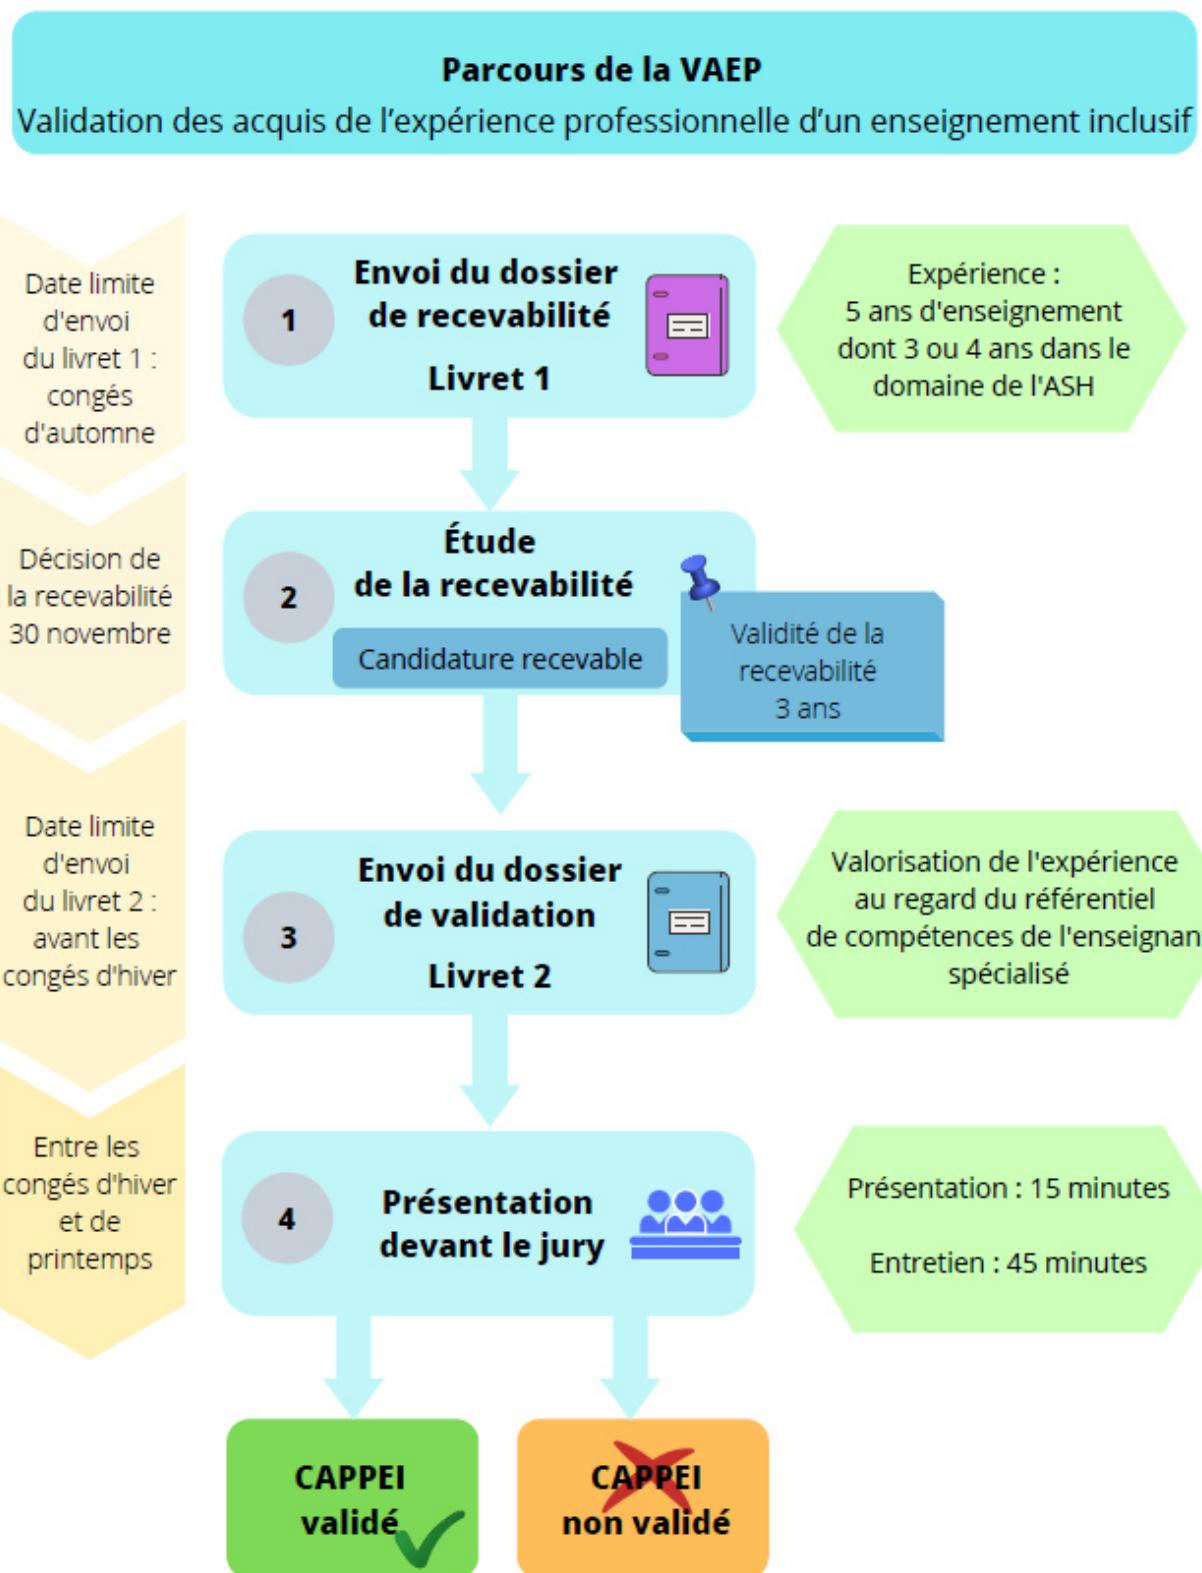 Parcours de la VAEP
Validation des acquis de l'expérience professionnelle d'un enseignement inclusif
Date limite
d'envoi
du livret 1 :
congés
d'automne
1
Envoi du dossier
de recevabilité
Livret 1
Expérience :
5 ans d'enseignement
dont 3 ou 4 ans dans le
domaine de l'ASH
Décision de
la recevabilité
30 novembre
2
Étude
de la recevabilité
Candidature recevable
Validité de la
recevabilité
3 ans
Date limite
d'envoi
du livret 2 :
avant les
congés d'hiver
3
Envoi du dossier
de validation
Livret 2
Valorisation de l'expérience
au regard du référentiel
de compétences de l'enseignan
spécialisé
Entre les
congés d'hiver
et de
printemps
4
Présentation
devant le jury
Présentation : 15 minutes
Entretien : 45 minutes
CAPPEI
validé
CAPPEI
non validé